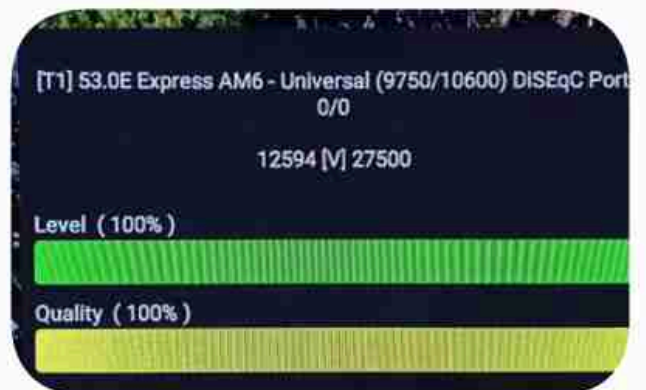 [T1] 53.0E Express AM6 - Universal (9750/10600) DiSEqC Port
0/0
12594 [V] 27500
Level ( 100% )
Quality ( 100% )